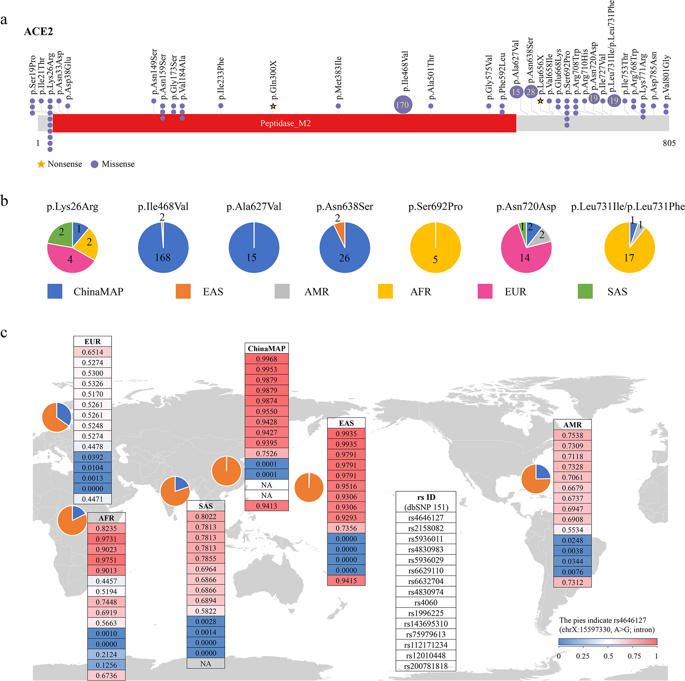 a
ACE2
p.Ser19Pro
p.Ile21Thr
p.Lys26Arg
p.Asn33Asp
p.Asp38Glu
p.Asn149Ser
p.Asn159Ser
p.Gly173Ser
p.Val184Ala
p.Ile233Phe
p.Gln300X
p.Met383Ile
p.Ile468Val
p.Ala501Thr
p.Gly575Val
p.Phe592Leu
p.Ala627Val
p.Asn638Ser
p.Leu656X
p.Val658Ile
p.Glu668Lys
p.Ser692Pro
p.Arg708Trp
p.Arg710His
p.Asn720Asp
p.Ile727Val
p.Leu731Ile/p.Leu731Phe
p.Ile753Thr
p.Arg768Trp
p.Lys771Arg
p.Asp785Asn
p.Val801Gly
170
15
28
19
19
Peptidase_M2
1
805
Nonsense
Missense
b
p.Lys26Arg
p.Ile468Val
p.Ala627Val
p.Asn638Ser
p.Ser692Pro
p.Asn720Asp
p.Leu731Ile/p.Leu731Phe
2 1 2 4
2 168
15
2 26
5
1 2 2 14
1 1 17
ChinaMAP
EAS
AMR
AFR
EUR
SAS
c
EUR
0.6514
0.5274
0.5300
0.5326
0.5170
0.5261
0.5261
0.5248
0.5274
0.4478
0.0392
0.0104
0.0013
0.0000
0.4471
AFR
0.8235
0.9731
0.9023
0.9751
0.9013
0.4457
0.5194
0.7448
0.6919
0.5663
0.0010
0.0000
0.2124
0.1256
0.6736
SAS
0.8022
0.7813
0.7813
0.7813
0.7855
0.6964
0.6866
0.6866
0.6894
0.5822
0.0028
0.0014
0.0000
0.0000
NA
ChinaMAP
0.9968
0.9953
0.9879
0.9879
0.9874
0.9550
0.9428
0.9427
0.9395
0.7526
0.0001
0.0001
NA
NA
0.9413
EAS
0.9935
0.9935
0.9791
0.9791
0.9791
0.9516
0.9306
0.9306
0.9293
0.7356
0.0000
0.0000
0.0000
0.0000
0.9415
rs ID
(dbSNP 151)
rs4646127
rs2158082
rs5936011
rs4830983
rs5936029
rs6629110
rs6632704
rs4830974
rs4060
rs1996225
rs143695310
rs75979613
rs112171234
rs12010448
rs200781818
AMR
0.7538
0.7309
0.7118
0.7328
0.7061
0.6679
0.6737
0.6947
0.6908
0.5534
0.0248
0.0038
0.0344
0.0076
0.7312
The pies indicate rs4646127
(chrX:15597330, A>G; intron)
0 0.25 0.5 0.75 1